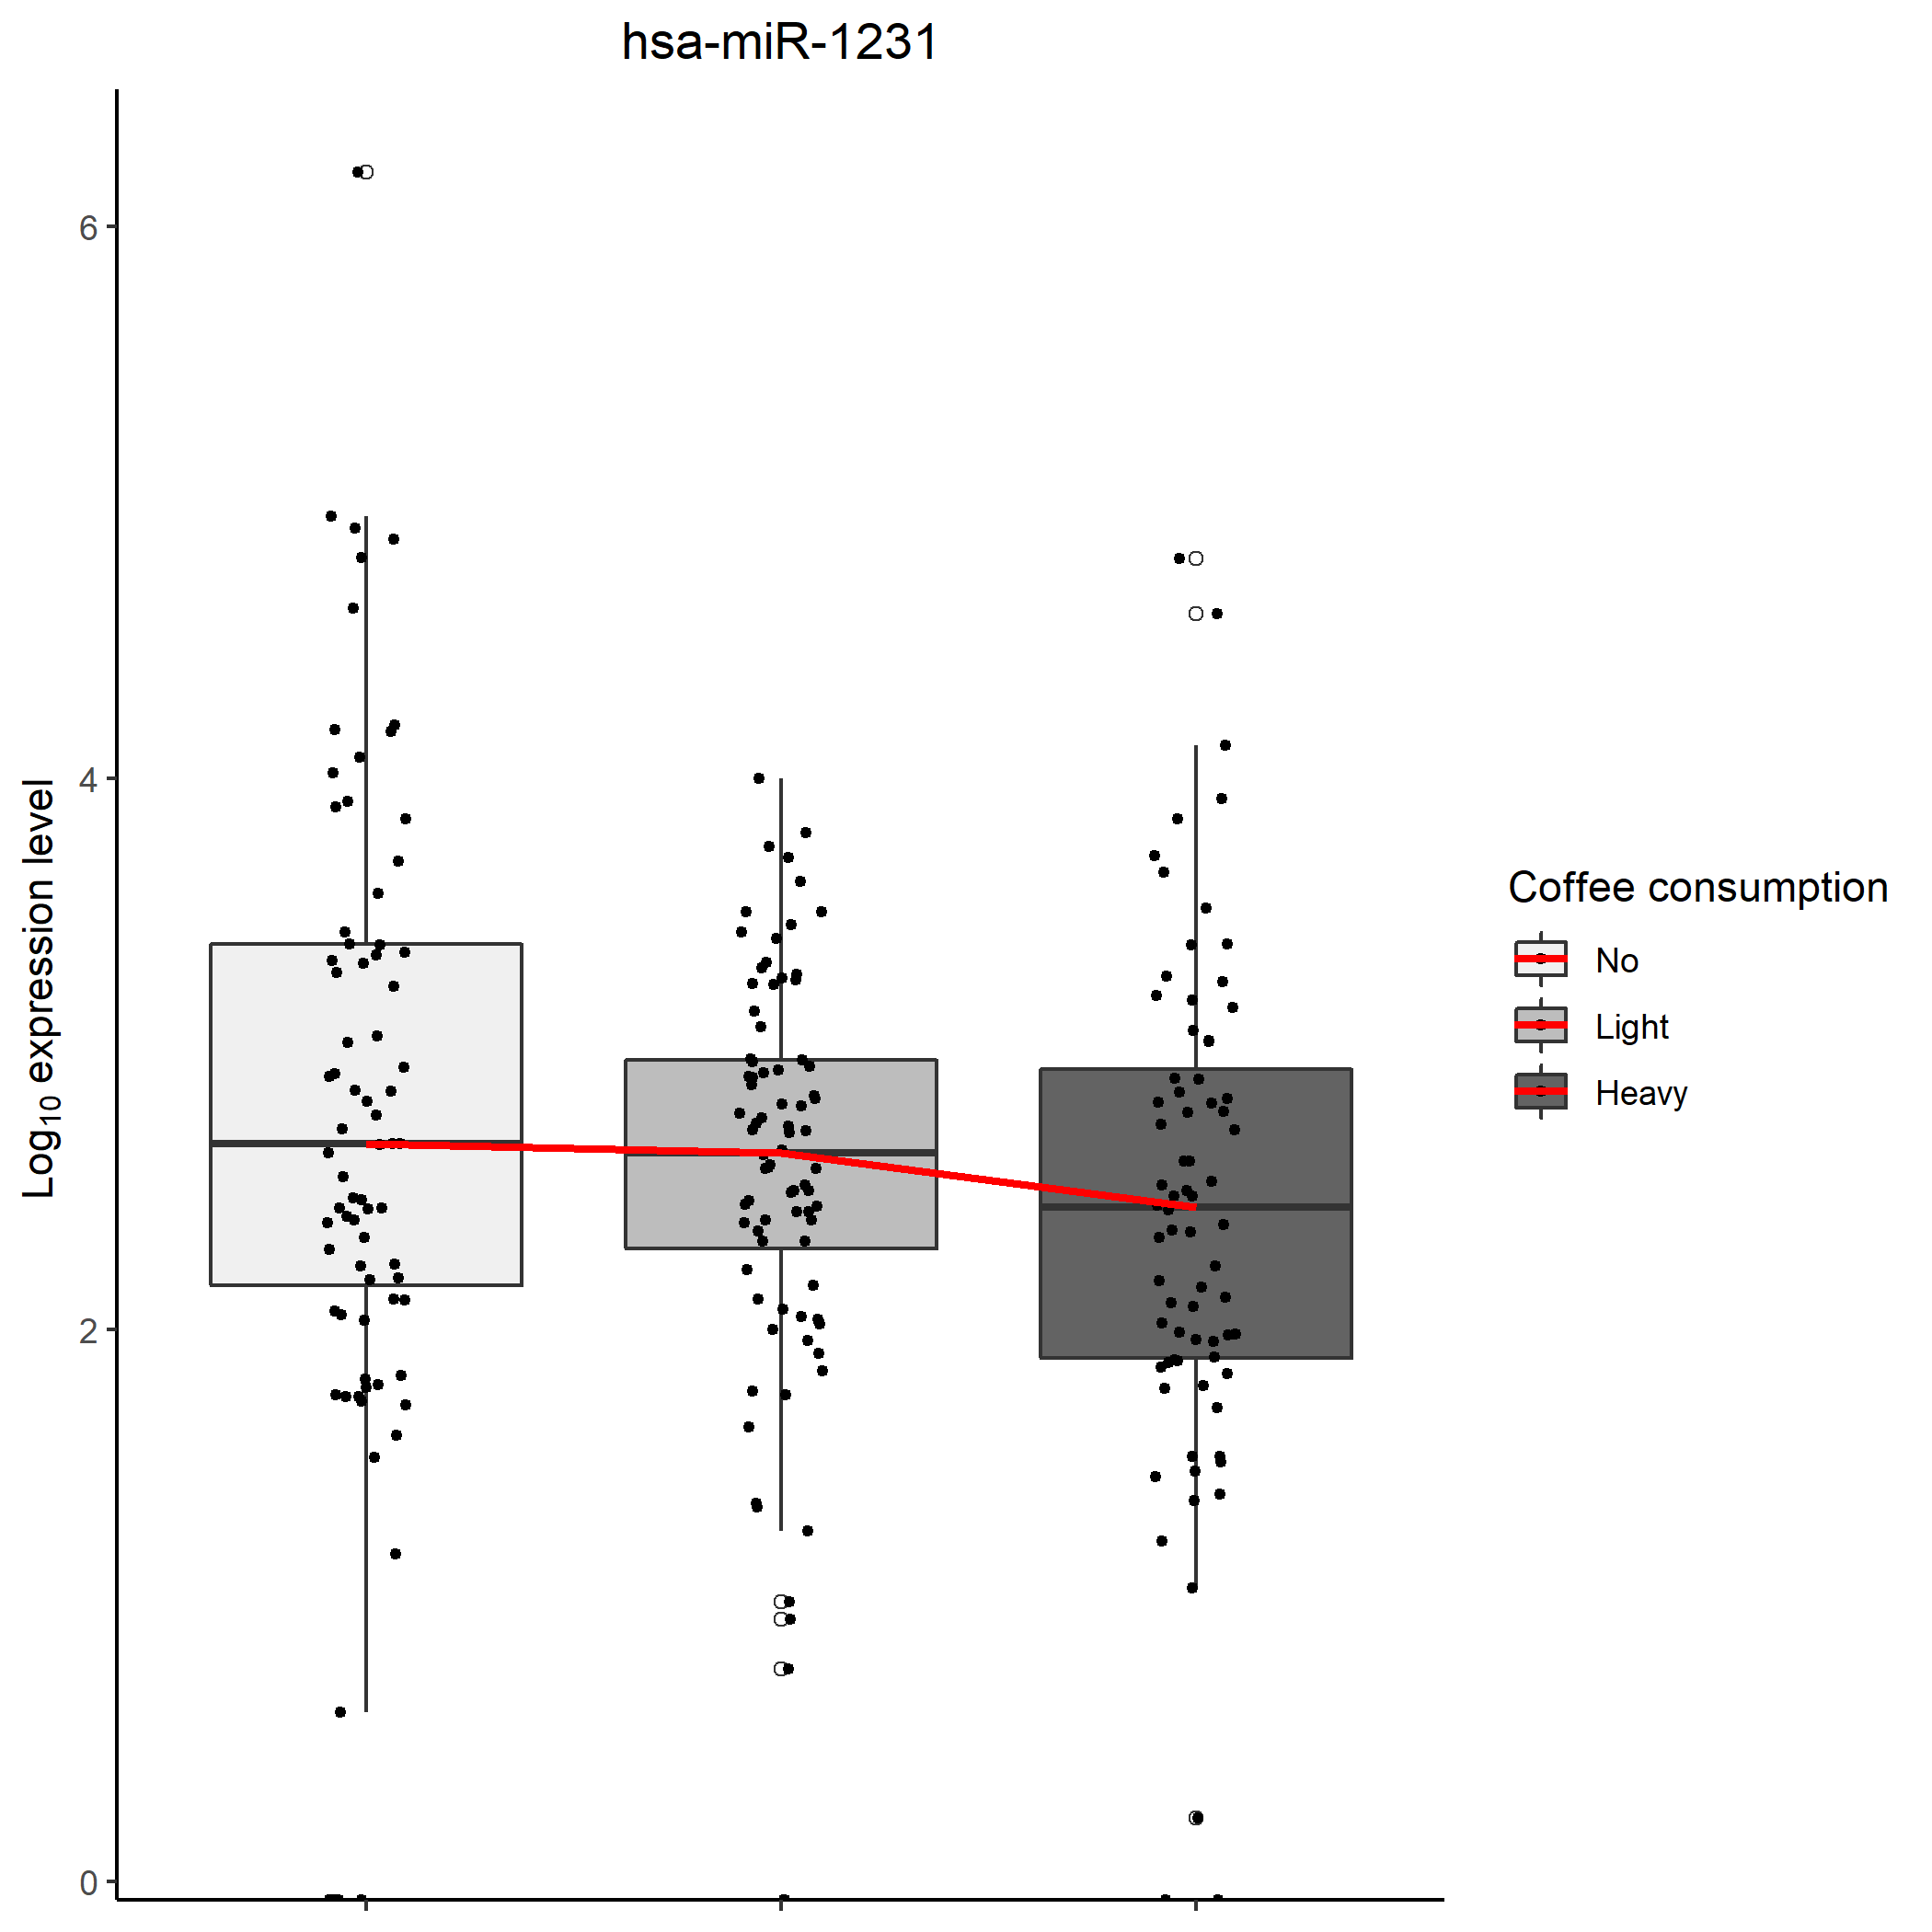 hsa-miR-1231
Log10 expression level
6
4
2
0
Coffee consumption
No
Light
Heavy